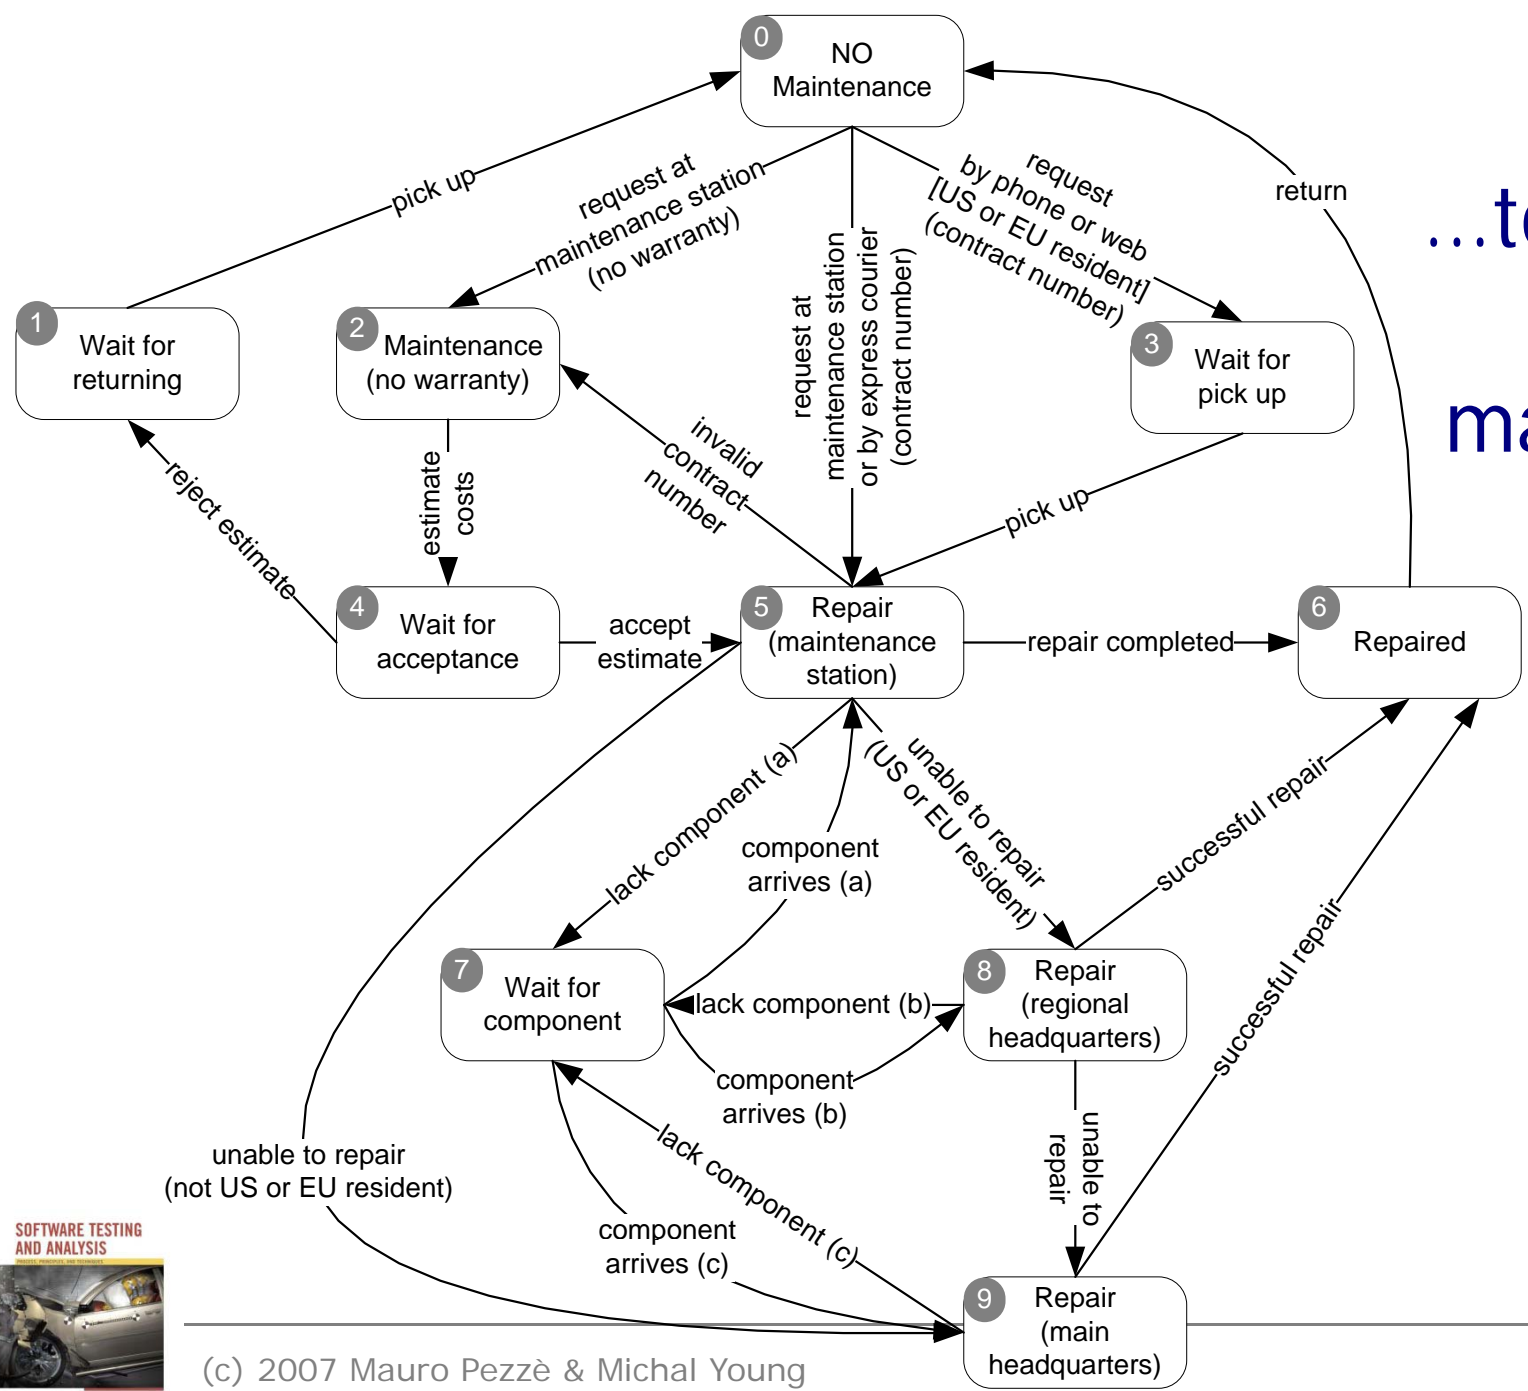 0
NO
Maintenance
pick up
request at
maintenance station
(no warranty)
request at
maintenance station
or by express courier
(contract number)
request
by phone or web
[US or EU resident]
(contract number)
return
1
Wait for
returning
2
Maintenance
(no warranty)
3
Wait for
pick up
reject estimate
estimate
costs
invalid
contract
number
pick up
4
Wait for
acceptance
accept
estimate
5
Repair
(maintenance
station)
repair completed
6
Repaired
lack component (a)
component
arrives (a)
unable to repair
(US or EU resident)
successful repair
successful repair
7
Wait for
component
lack component (b)
component
arrives (b)
8
Repair
(regional
headquarters)
unable to
repair
unable to repair
(not US or EU resident)
lack component (c)
component
arrives (c)
9
Repair
(main
headquarters)
SOFTWARE TESTING
AND ANALYSIS
PROCESS, PRINCIPLES, AND TECHNIQUES
(c) 2007 Mauro Pezzè & Michal Young